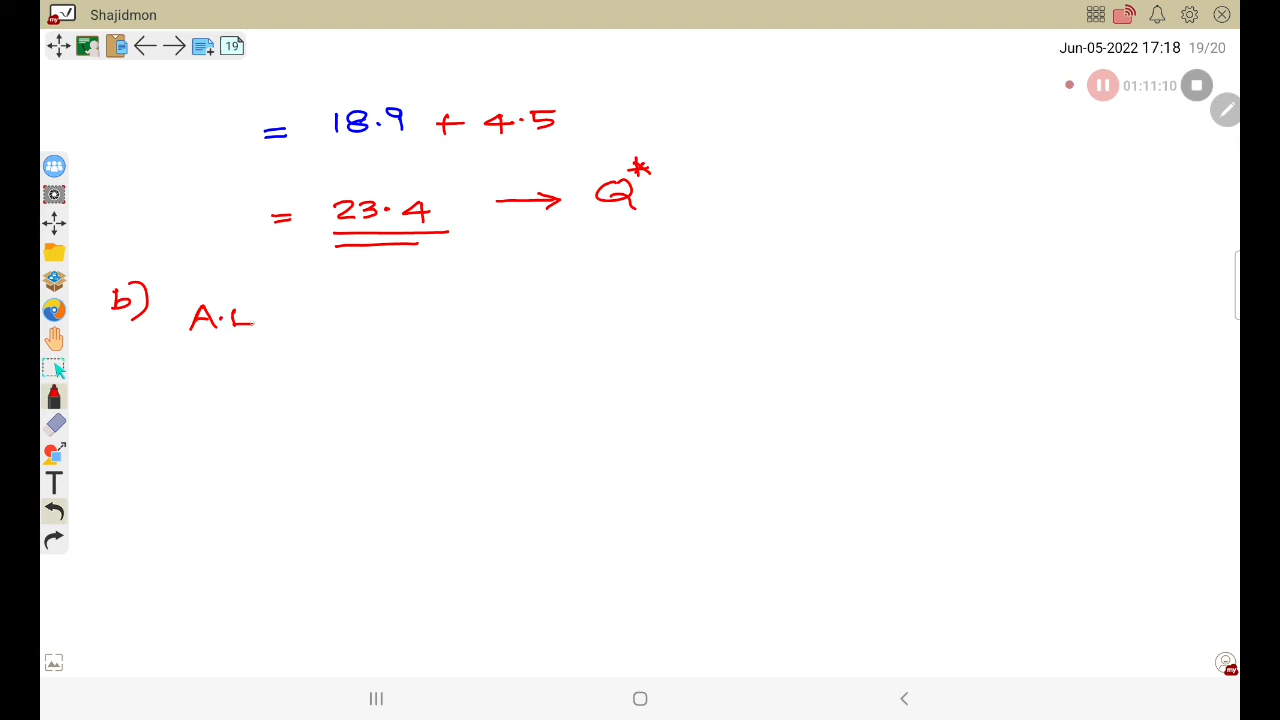 Shajidmon
19
Jun-05-2022 17:18 19/20
01:11:10
= 18.9 + 4.5
= 23.4 → Q*
b) A.L
T